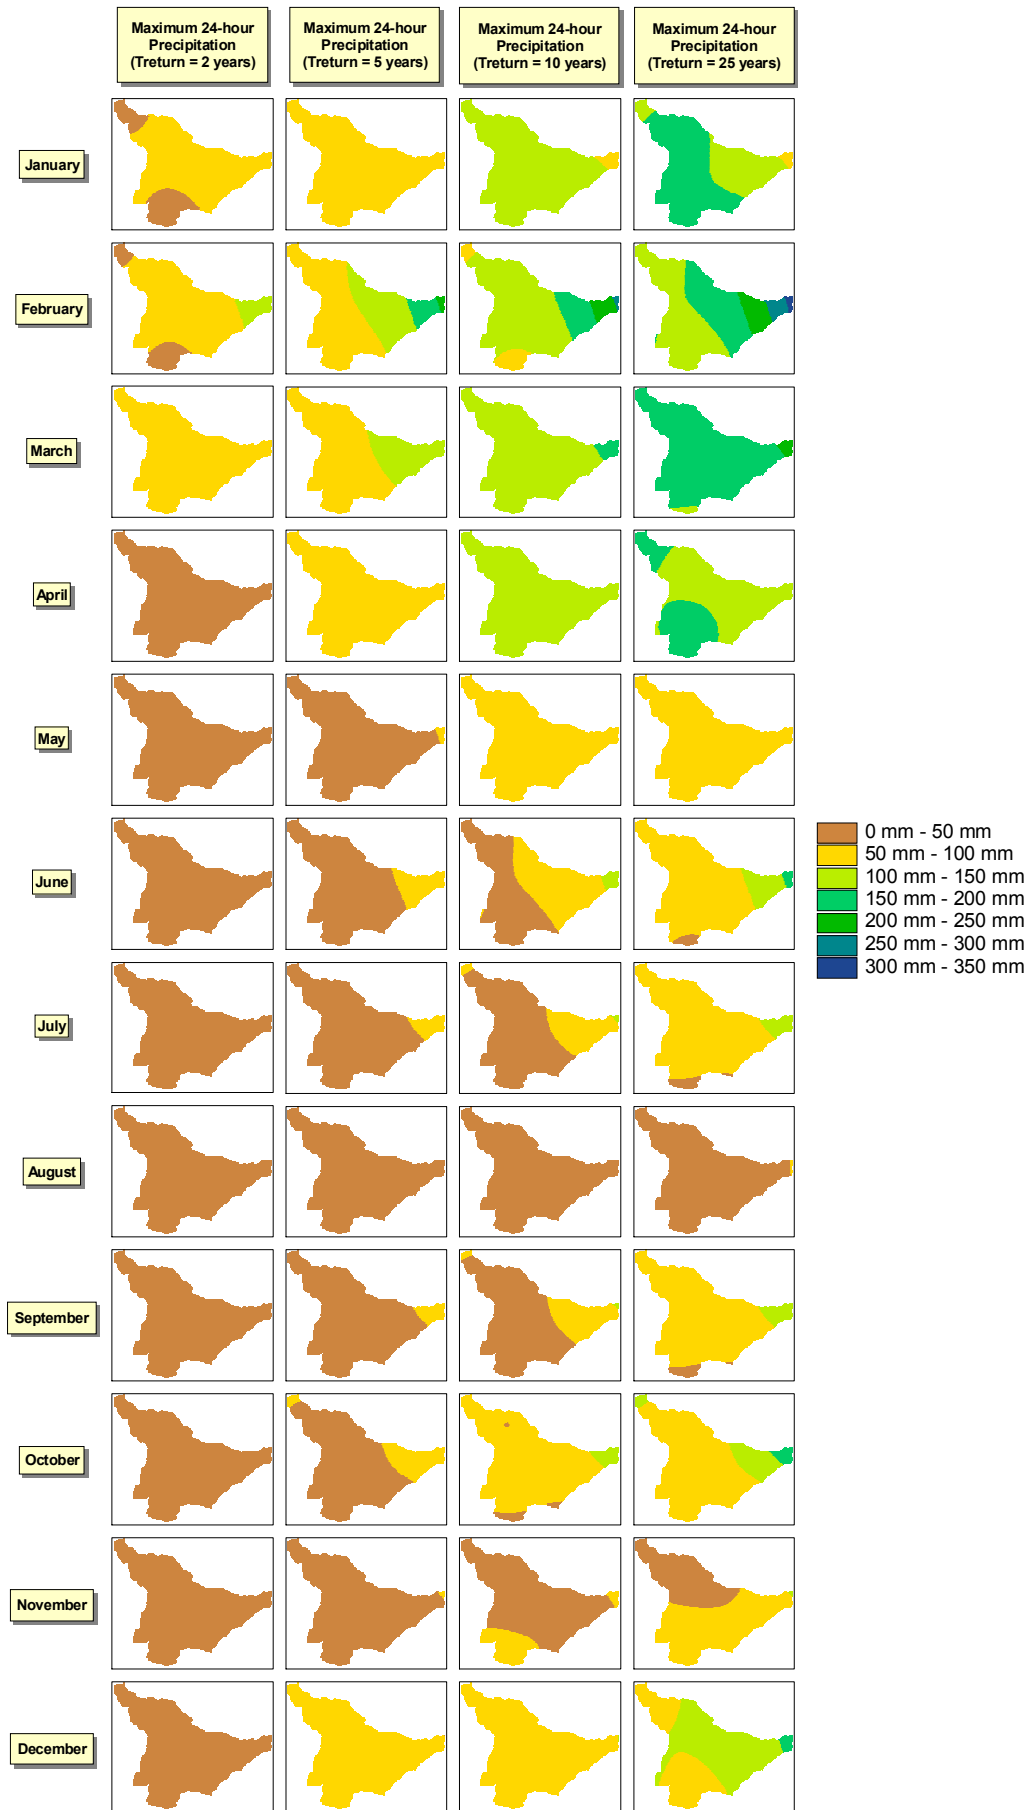 Maximum 24-hour
Precipitation
(Treturn = 2 years)
Maximum 24-hour
Precipitation
(Treturn = 5 years)
Maximum 24-hour
Precipitation
(Treturn = 10 years)
Maximum 24-hour
Precipitation
(Treturn = 25 years)
January
February
March
April
May
June
July
August
September
October
November
December
0 mm - 50 mm
50 mm - 100 mm
100 mm - 150 mm
150 mm - 200 mm
200 mm - 250 mm
250 mm - 300 mm
300 mm - 350 mm